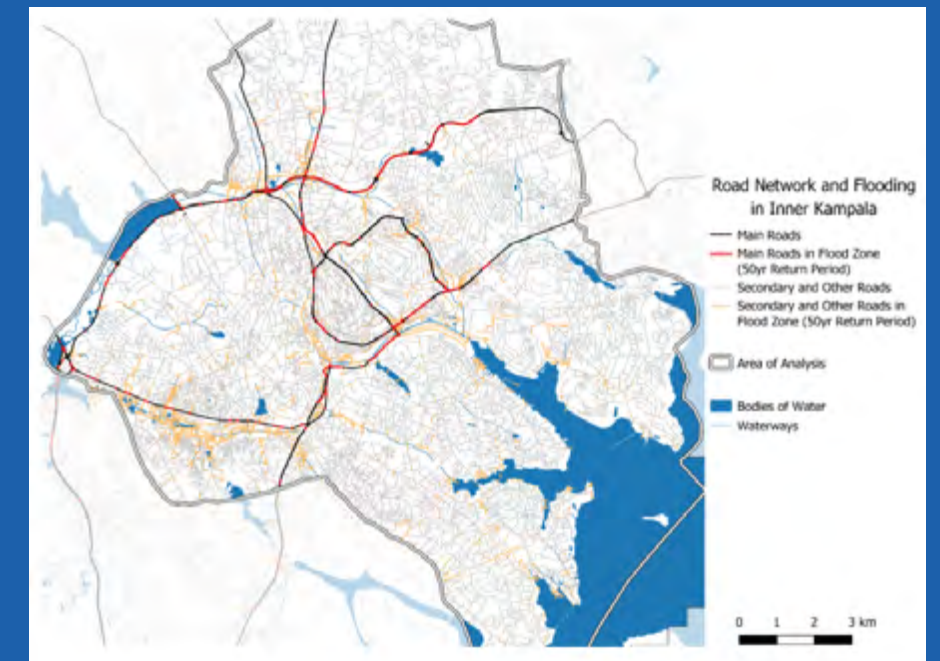 Road Network and Flooding
in Inner Kampala
Main Roads
Main Roads in Flood Zone
(50yr Return Period)
Secondary and Other Roads
Secondary and Other Roads in
Flood Zone (50yr Return Period)
Area of Analysis
Bodies of Water
Waterways
0 1 2 3 km